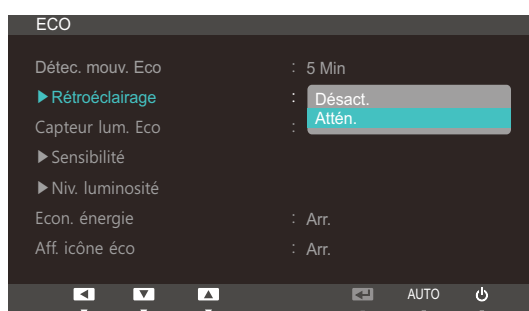 ECO
Détec. mouv. Eco : 5 Min
▶Rétroéclairage : Désact.
Attén.
Capteur lum. Eco :
▶Sensibilité
▶Niv. luminosité
Econ. énergie : Arr.
Aff. icône éco : Arr.
AUTO